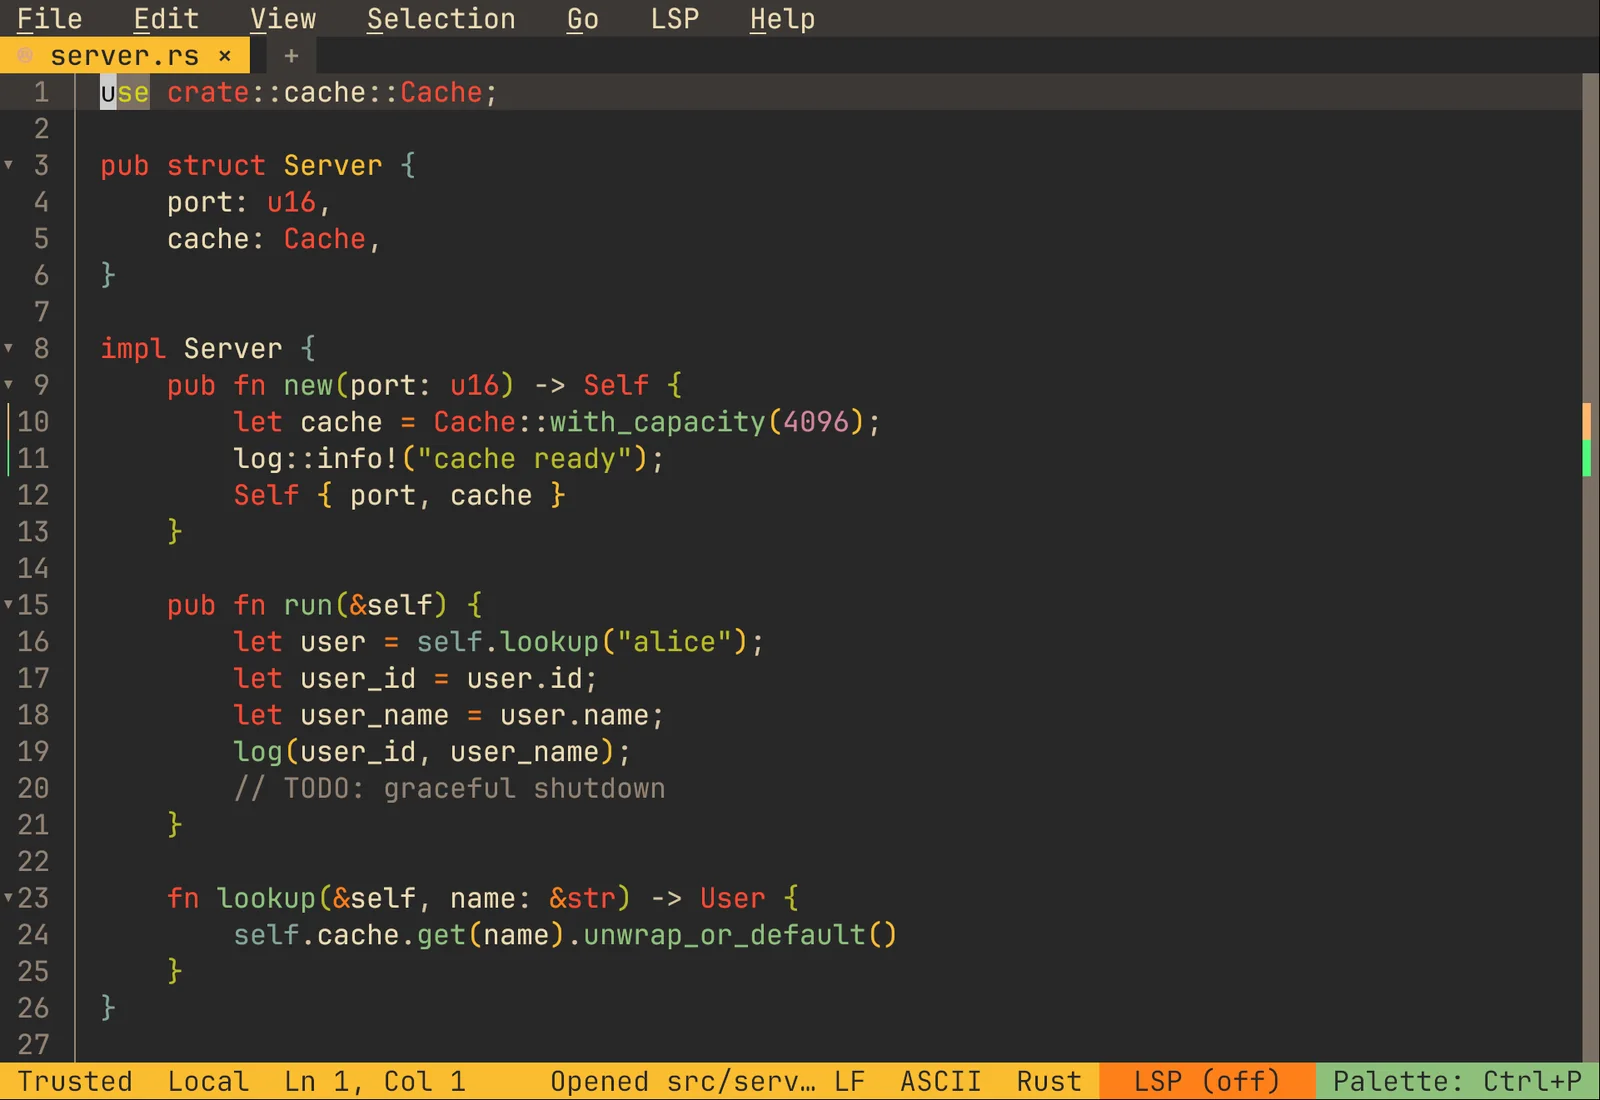 File Edit View Selection Go LSP Help
server.rs × +
1 use crate::cache::Cache;
2
3 pub struct Server {
4     port: u16,
5     cache: Cache,
6 }
7
8 impl Server {
9     pub fn new(port: u16) -> Self {
10         let cache = Cache::with_capacity(4096);
11         log::info!("cache ready");
12         Self { port, cache }
13     }
14
15     pub fn run(&self) {
16         let user = self.lookup("alice");
17         let user_id = user.id;
18         let user_name = user.name;
19         log(user_id, user_name);
20         // TODO: graceful shutdown
21     }
22
23     fn lookup(&self, name: &str) -> User {
24         self.cache.get(name).unwrap_or_default()
25     }
26 }
27
Trusted Local Ln 1, Col 1 Opened src/serv… LF ASCII Rust LSP (off) Palette: Ctrl+P